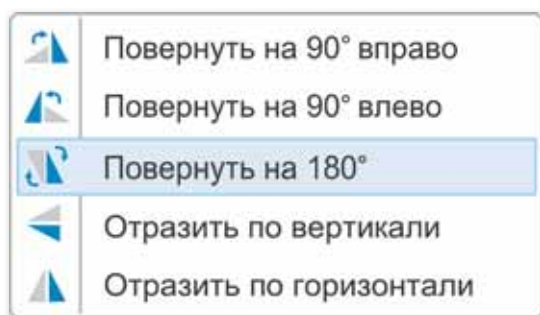 Повернуть на 90° вправо
Повернуть на 90° влево
Повернуть на 180°
Отразить по вертикали
Отразить по горизонтали